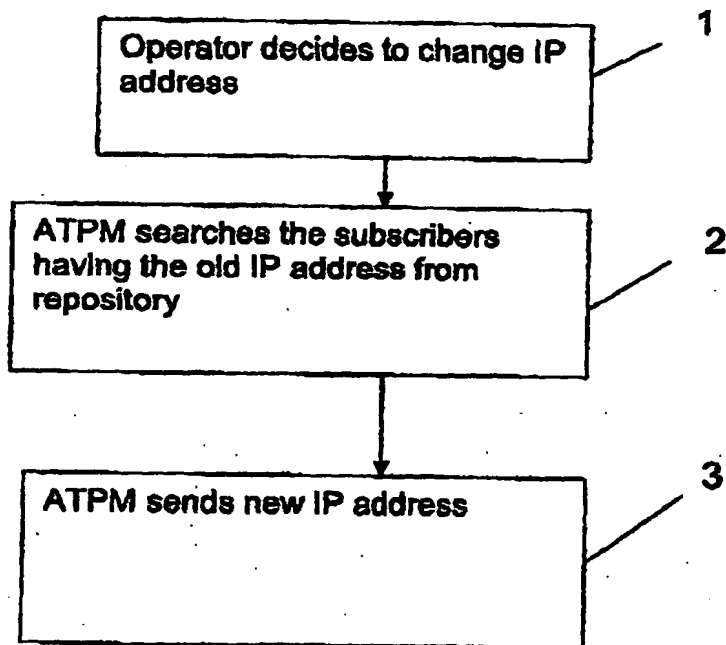 Operator decides to change IP
address
1
ATPM searches the subscribers
having the old IP address from
repository
2
ATPM sends new IP address
3